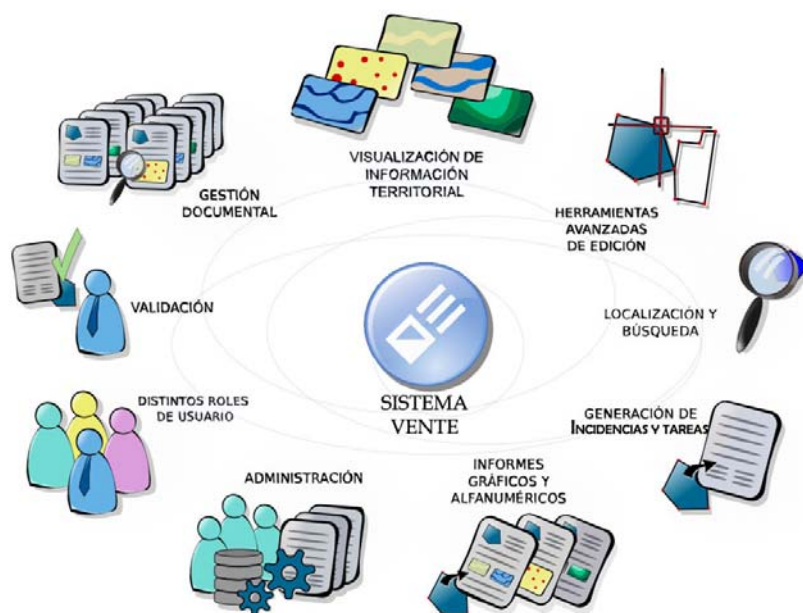 VISUALIZACIÓN DE
INFORMACIÓN
TERRITORIAL
GESTIÓN
DOCUMENTAL
HERRAMIENTAS
AVANZADAS
DE EDICIÓN
VALIDACIÓN
LOCALIZACIÓN Y
BÚSQUEDA
DISTINTOS ROLES
DE USUARIO
SISTEMA
VENTE
GENERACIÓN DE
INCIDENCIAS Y TAREAS
ADMINISTRACIÓN
INFORMES
GRÁFICOS Y
ALFANUMÉRICOS